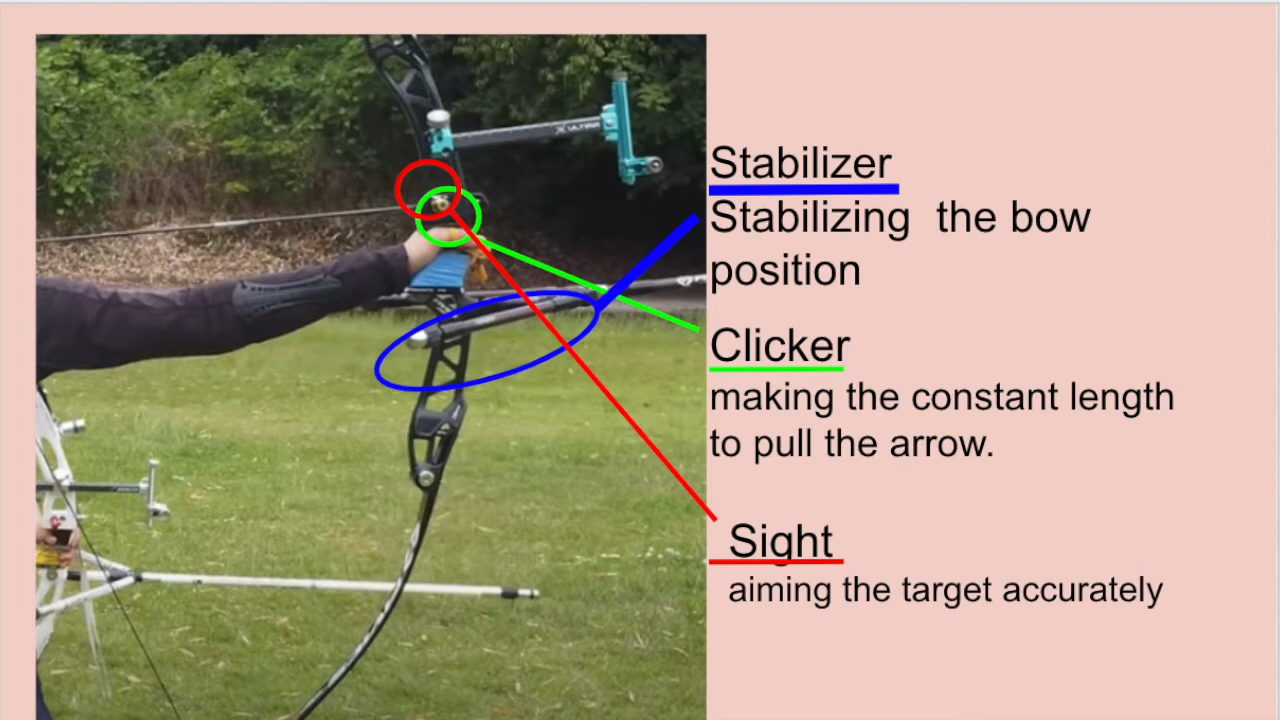 X ULTIMA
Stabilizer
Stabilizing the bow
position
Clicker
making the constant length
to pull the arrow.
Sight
aiming the target accurately